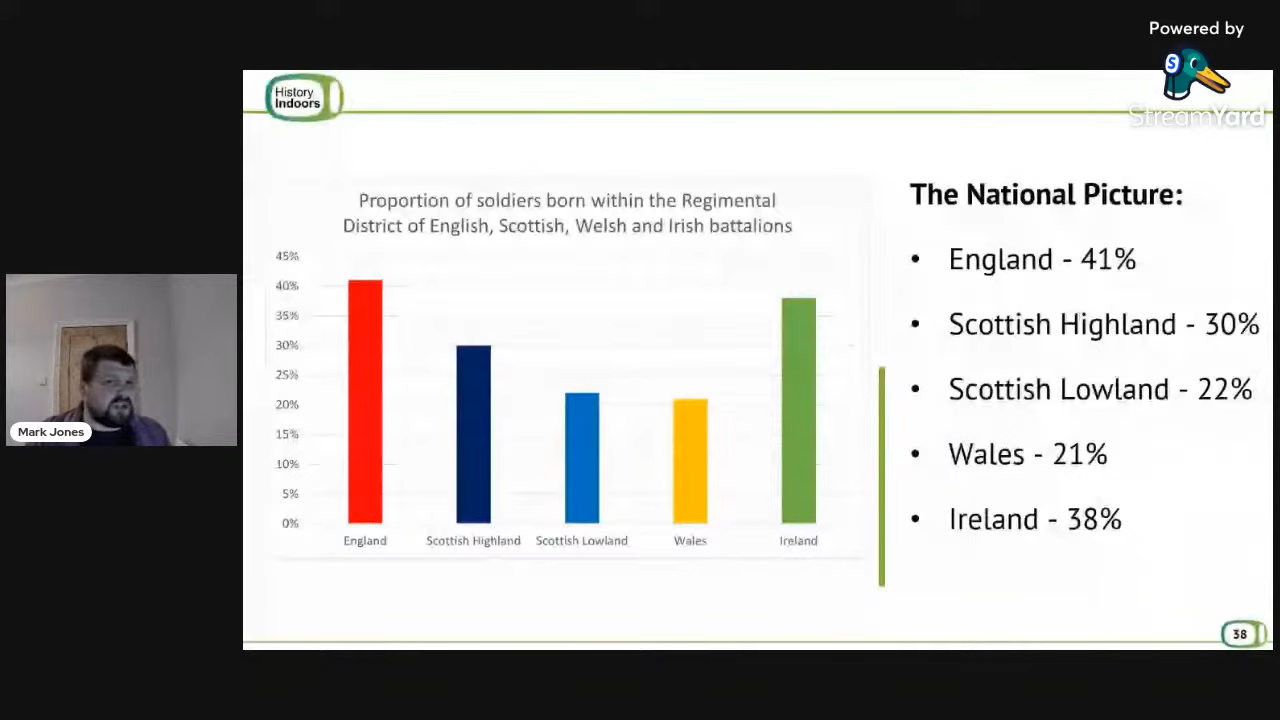 Powered by
StreamYard
History
Indoors
Proportion of soldiers born within the Regimental
District of English, Scottish, Welsh and Irish battalions
45%
40%
35%
30%
25%
20%
15%
10%
5%
0%
England
Scottish Highland
Scottish Lowland
Wales
Ireland
The National Picture:
• England - 41%
• Scottish Highland - 30%
• Scottish Lowland - 22%
• Wales - 21%
• Ireland - 38%
Mark Jones
38
S